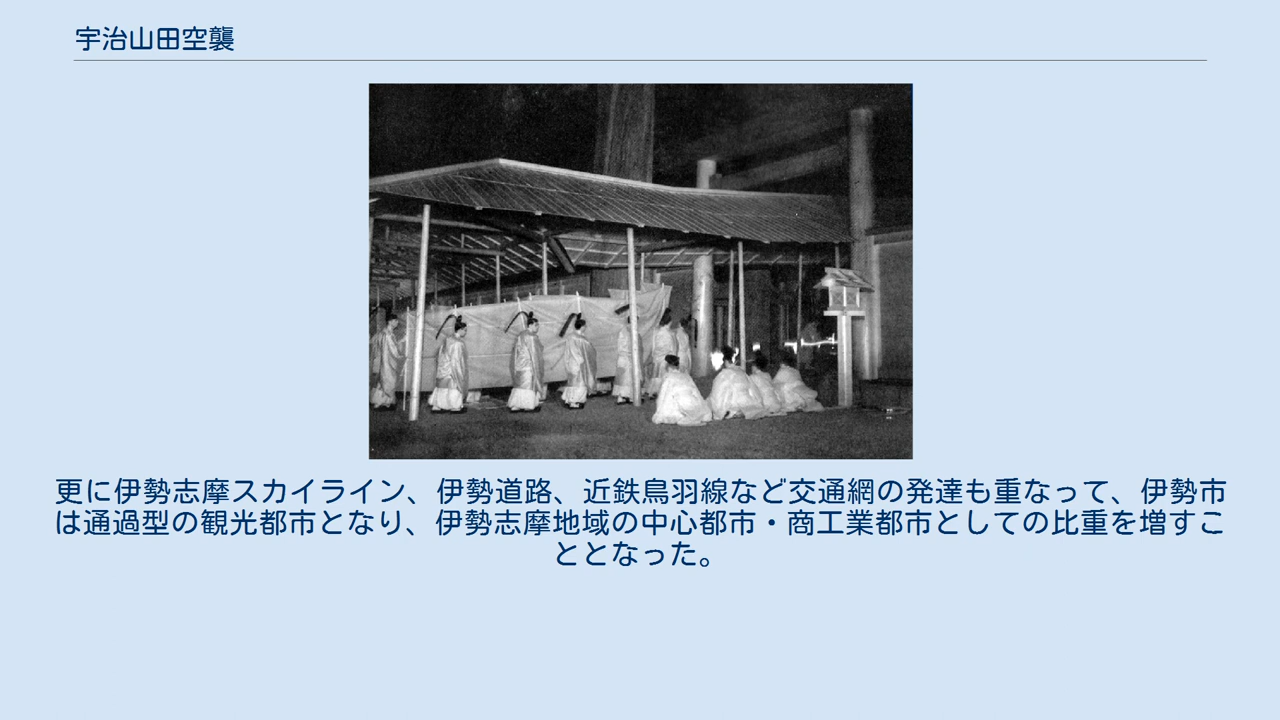 宇治山田空襲
更に伊勢志摩スカイライン、伊勢道路、近鉄鳥羽線など交通網の発達も重なって、伊勢市
は通過型の観光都市となり、伊勢志摩地域の中心都市・商工業都市としての比重を増すこ
ととなった。